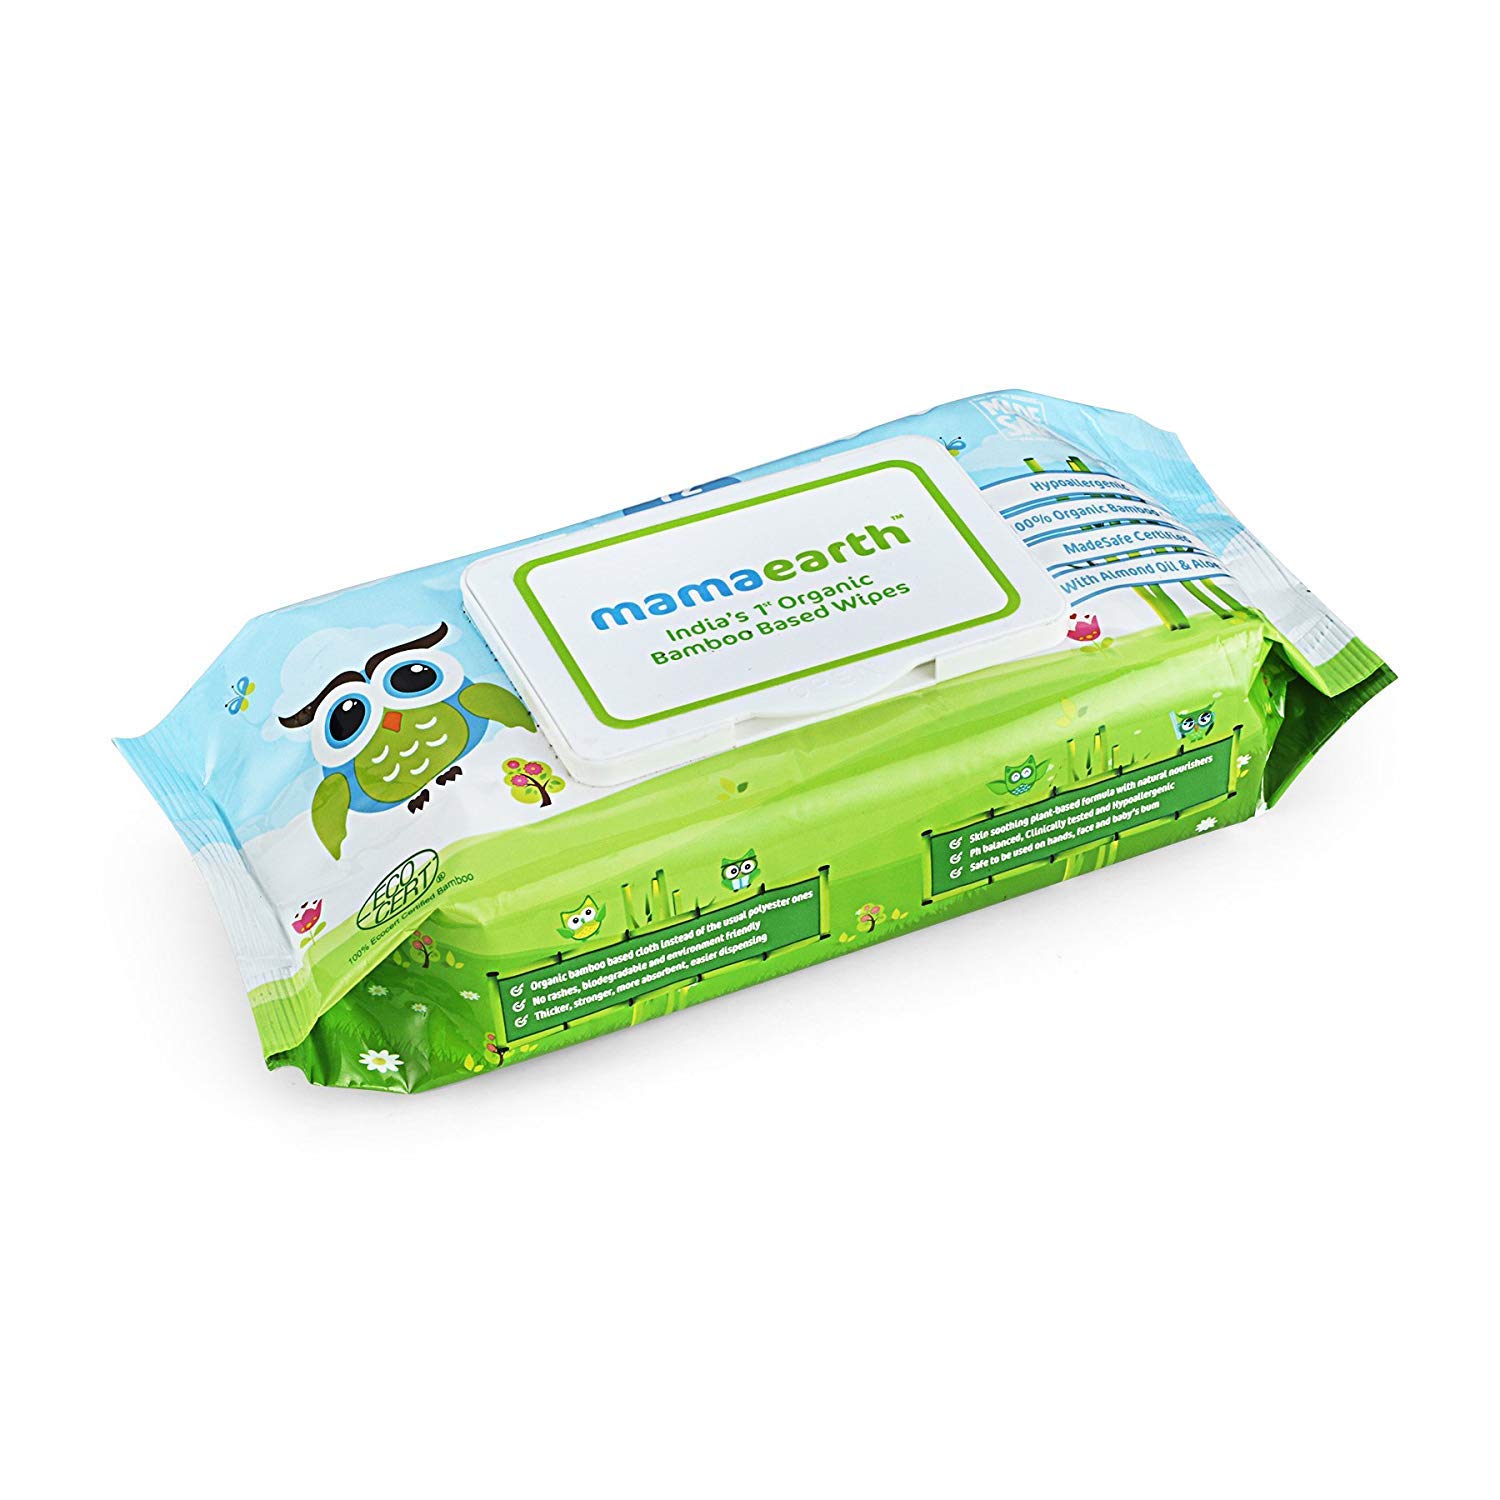 72
MADE
SAFE
mamaearth™
India's 1st Organic
Bamboo Based Wipes
Hypoallergenic
00% Organic Bamboo
MadeSafe Certified
With Almond Oil & Aloe
ECO
CERT®
100% Ecocert Certified Bamboo
Organic bamboo based cloth instead of the usual polyester ones
No rashes, biodegradable and environment friendly
Thicker, stronger, more absorbent, easier dispensing
Skin soothing plant-based formula with natural nourishers
Ph balanced, Clinically tested and Hypoallergenic
Safe to be used on hands, face and baby's bum